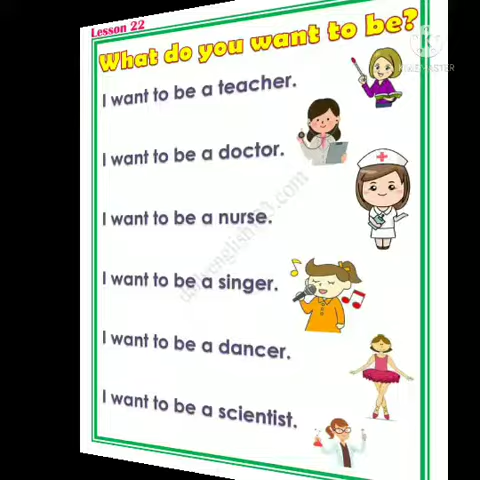 Lesson 22
What do you want to be?
I want to be a teacher.
I want to be a doctor.
I want to be a nurse.
I want to be a singer.
I want to be a dancer.
I want to be a scientist.